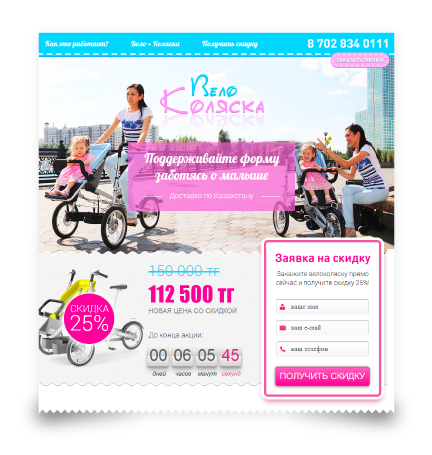 Как это работает? Вело + Коляски Получить скидку 8 702 834 0111
ЗАКАЗАТЬ ЗВОНОК
Вело
Коляска
Поддерживайте форму
заботясь о малыше
Доставка по Казахстану
Заявка на скидку
Закажите велоколяску прямо
сейчас и получите скидку 25%
ваше имя
ваш e-mail
ваш телефон
ПОЛУЧИТЬ СКИДКУ
СКИДКА
25%
150 000 тг
112 500 тг
НОВАЯ ЦЕНА СО СКИДКОЙ
До конца акции:
00 06 05 45
дней часов минут секунд